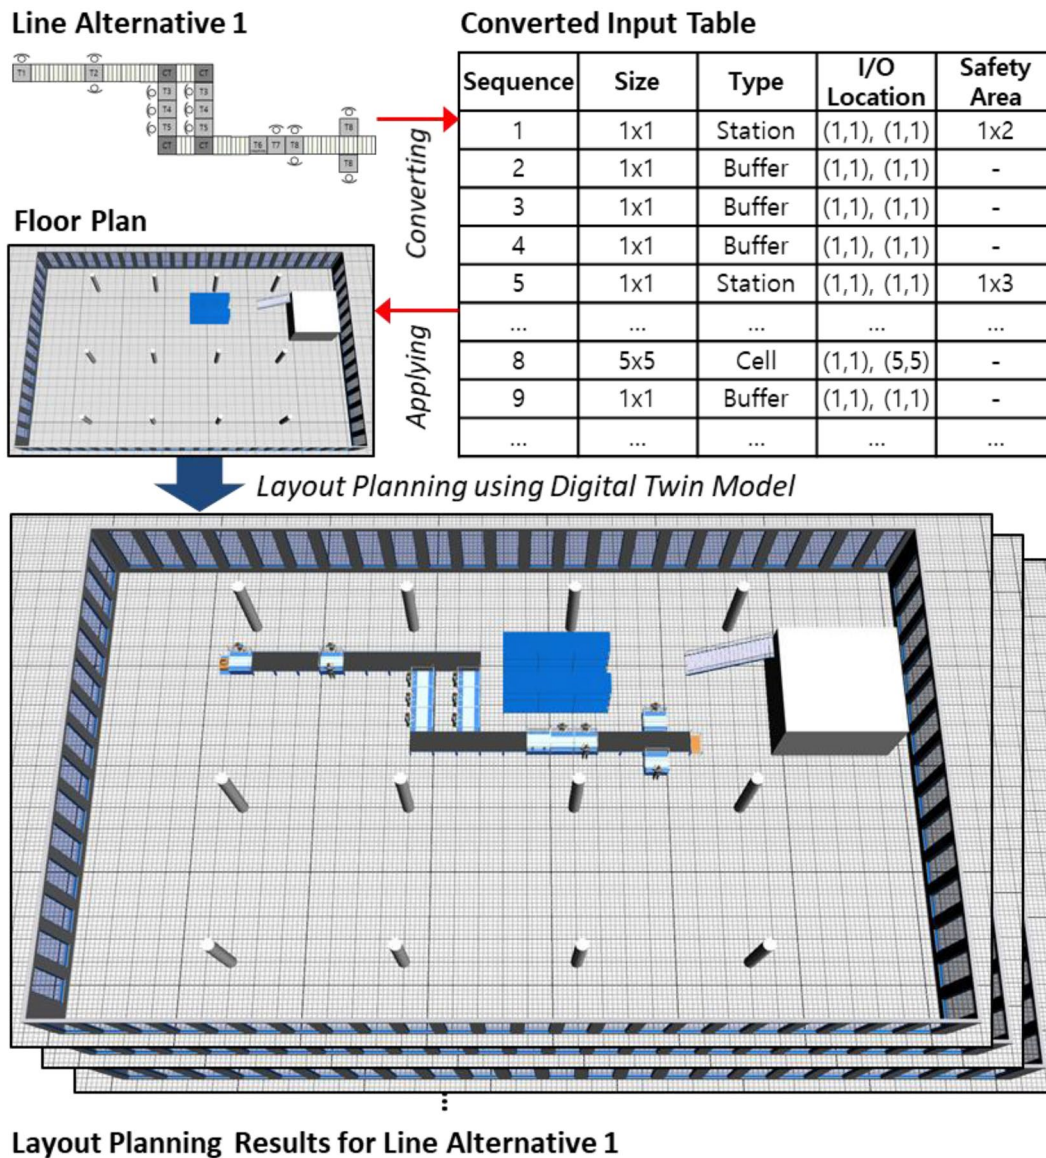 Line Alternative 1
T1 T2 CT CT
T3 T3
T4 T4
T5 T5
CT CT T6 T7 T8
T8
T8
Converting
Converted Input Table
Sequence Size Type I/O Location Safety Area
1 1x1 Station (1,1), (1,1) 1x2
2 1x1 Buffer (1,1), (1,1) -
3 1x1 Buffer (1,1), (1,1) -
4 1x1 Buffer (1,1), (1,1) -
5 1x1 Station (1,1), (1,1) 1x3
... ... ... ...
8 5x5 Cell (1,1), (5,5) -
9 1x1 Buffer (1,1), (1,1) -
... ... ... ...
Floor Plan
Applying
Layout Planning using Digital Twin Model
Layout Planning Results for Line Alternative 1